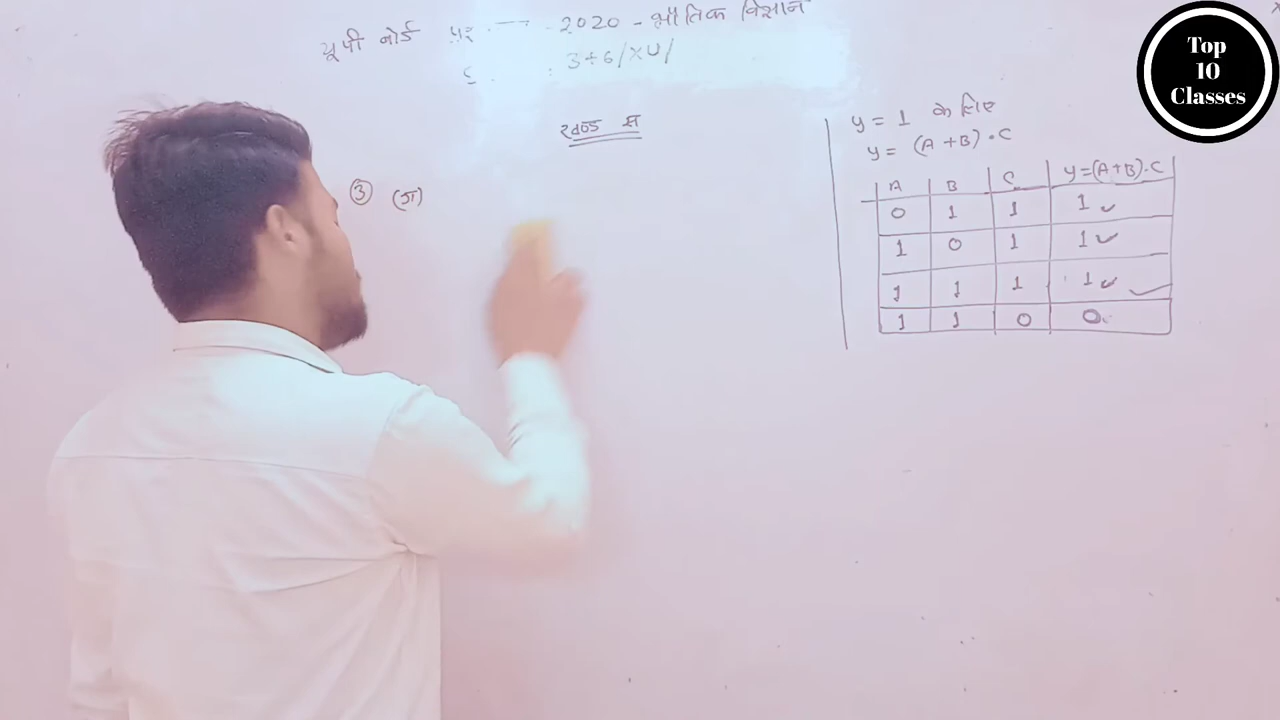 यूपी बोर्ड 2020 - भौतिक विज्ञान
खण्ड स
③ (ज)
y = 1 के लिए
y = (A + B) · C
A B C y=(A+B)·C
0 1 1 1 ✓
1 0 1 1 ✓
1 1 1 1 ✓
1 1 0 0
Top
10
Classes